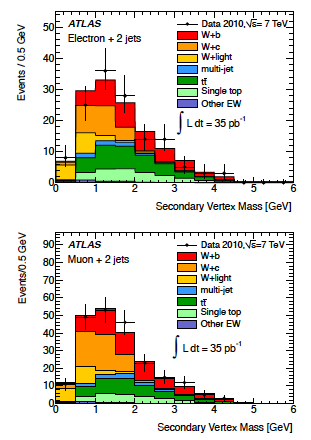 ATLAS
Electron + 2 jets
Data 2010,√s= 7 TeV
W+b
W+c
W+light
multi-jet
tt̄
Single top
Other EW
∫ L dt = 35 pb⁻¹
Events / 0.5 GeV
50
40
30
20
10
0
0 1 2 3 4 5 6
Secondary Vertex Mass [GeV]
ATLAS
Muon + 2 jets
Data 2010,√s=7 TeV
W+b
W+c
W+light
multi-jet
tt̄
Single top
Other EW
∫ L dt = 35 pb⁻¹
Events/0.5 GeV
90
80
70
60
50
40
30
20
10
0
0 1 2 3 4 5 6
Secondary Vertex Mass [GeV]